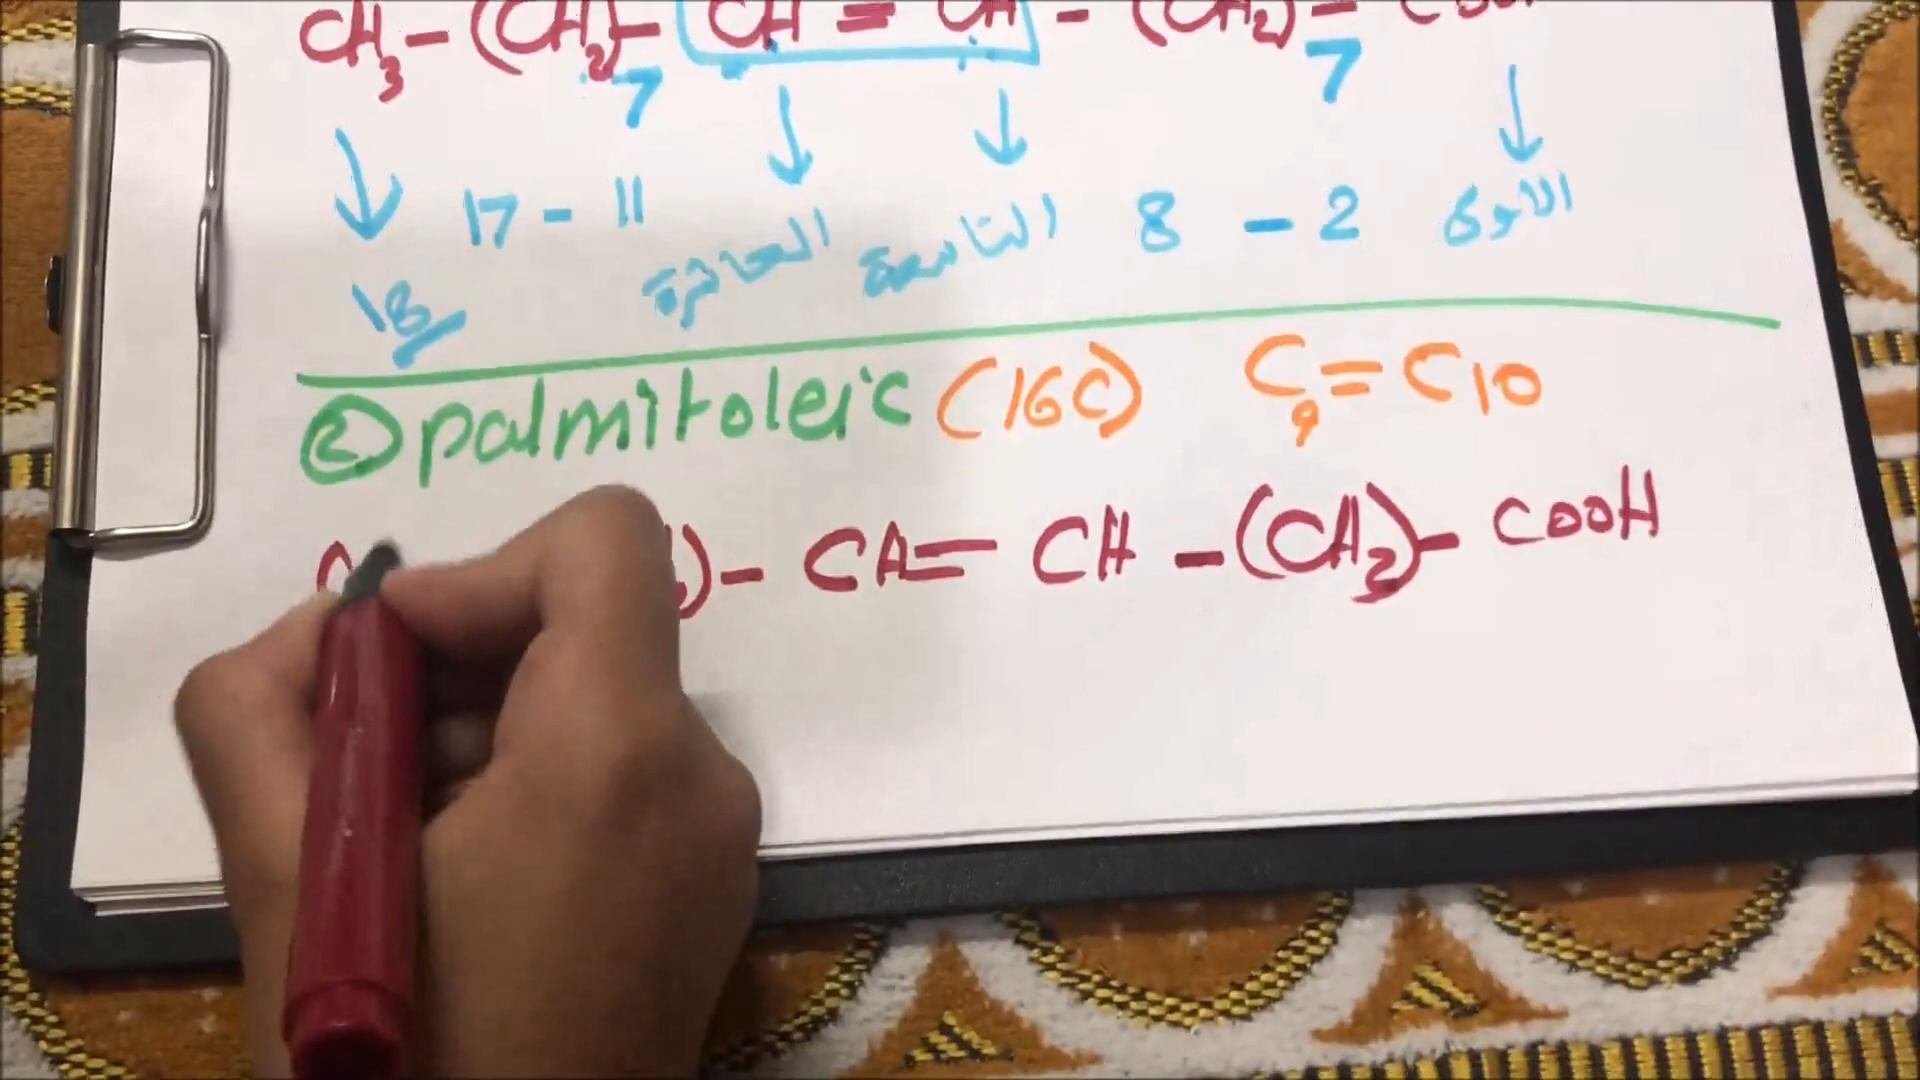 CH3 - (CH2)7 - CH = CH - (CH2)7 - COOH
17 - 11 العاشرة التاسعة 8 - 2 الاولى
18
② palmitoleic (16C) C9 = C10
)- CH = CH - (CH2)- COOH